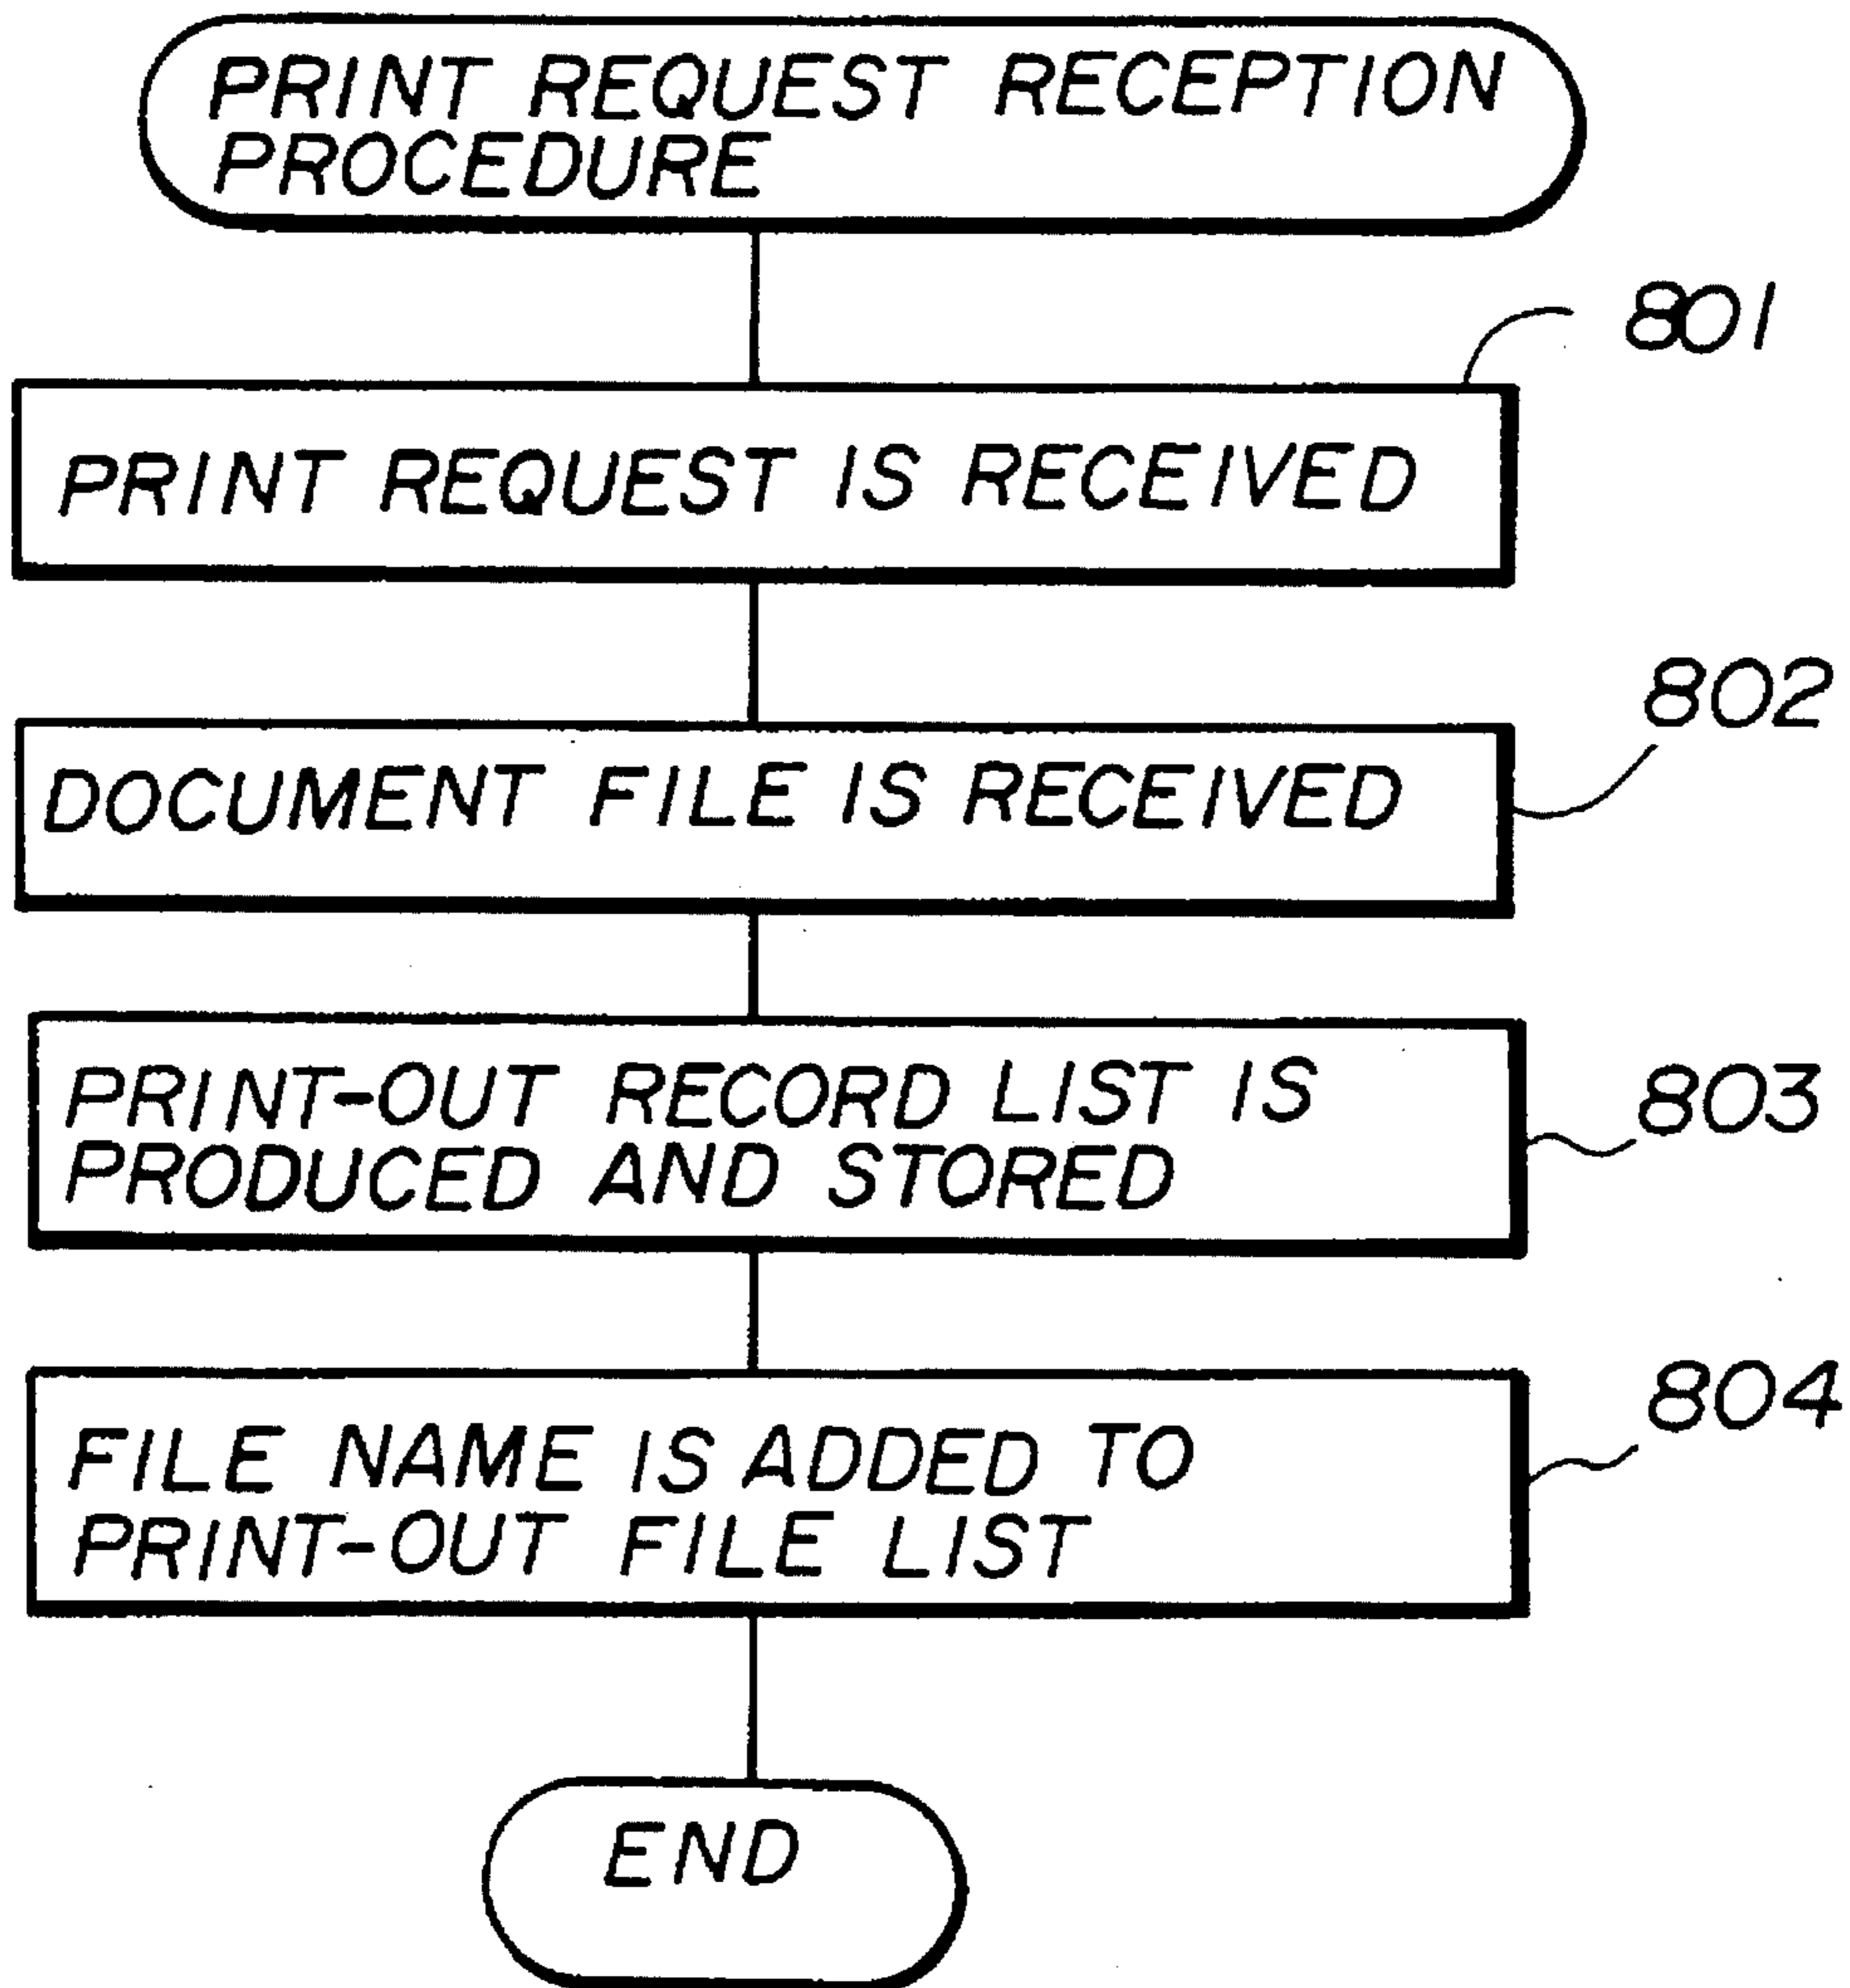 PRINT REQUEST RECEPTION
PROCEDURE
801
PRINT REQUEST IS RECEIVED
802
DOCUMENT FILE IS RECEIVED
PRINT-OUT RECORD LIST IS
PRODUCED AND STORED
803
804
FILE NAME IS ADDED TO
PRINT-OUT FILE LIST
END